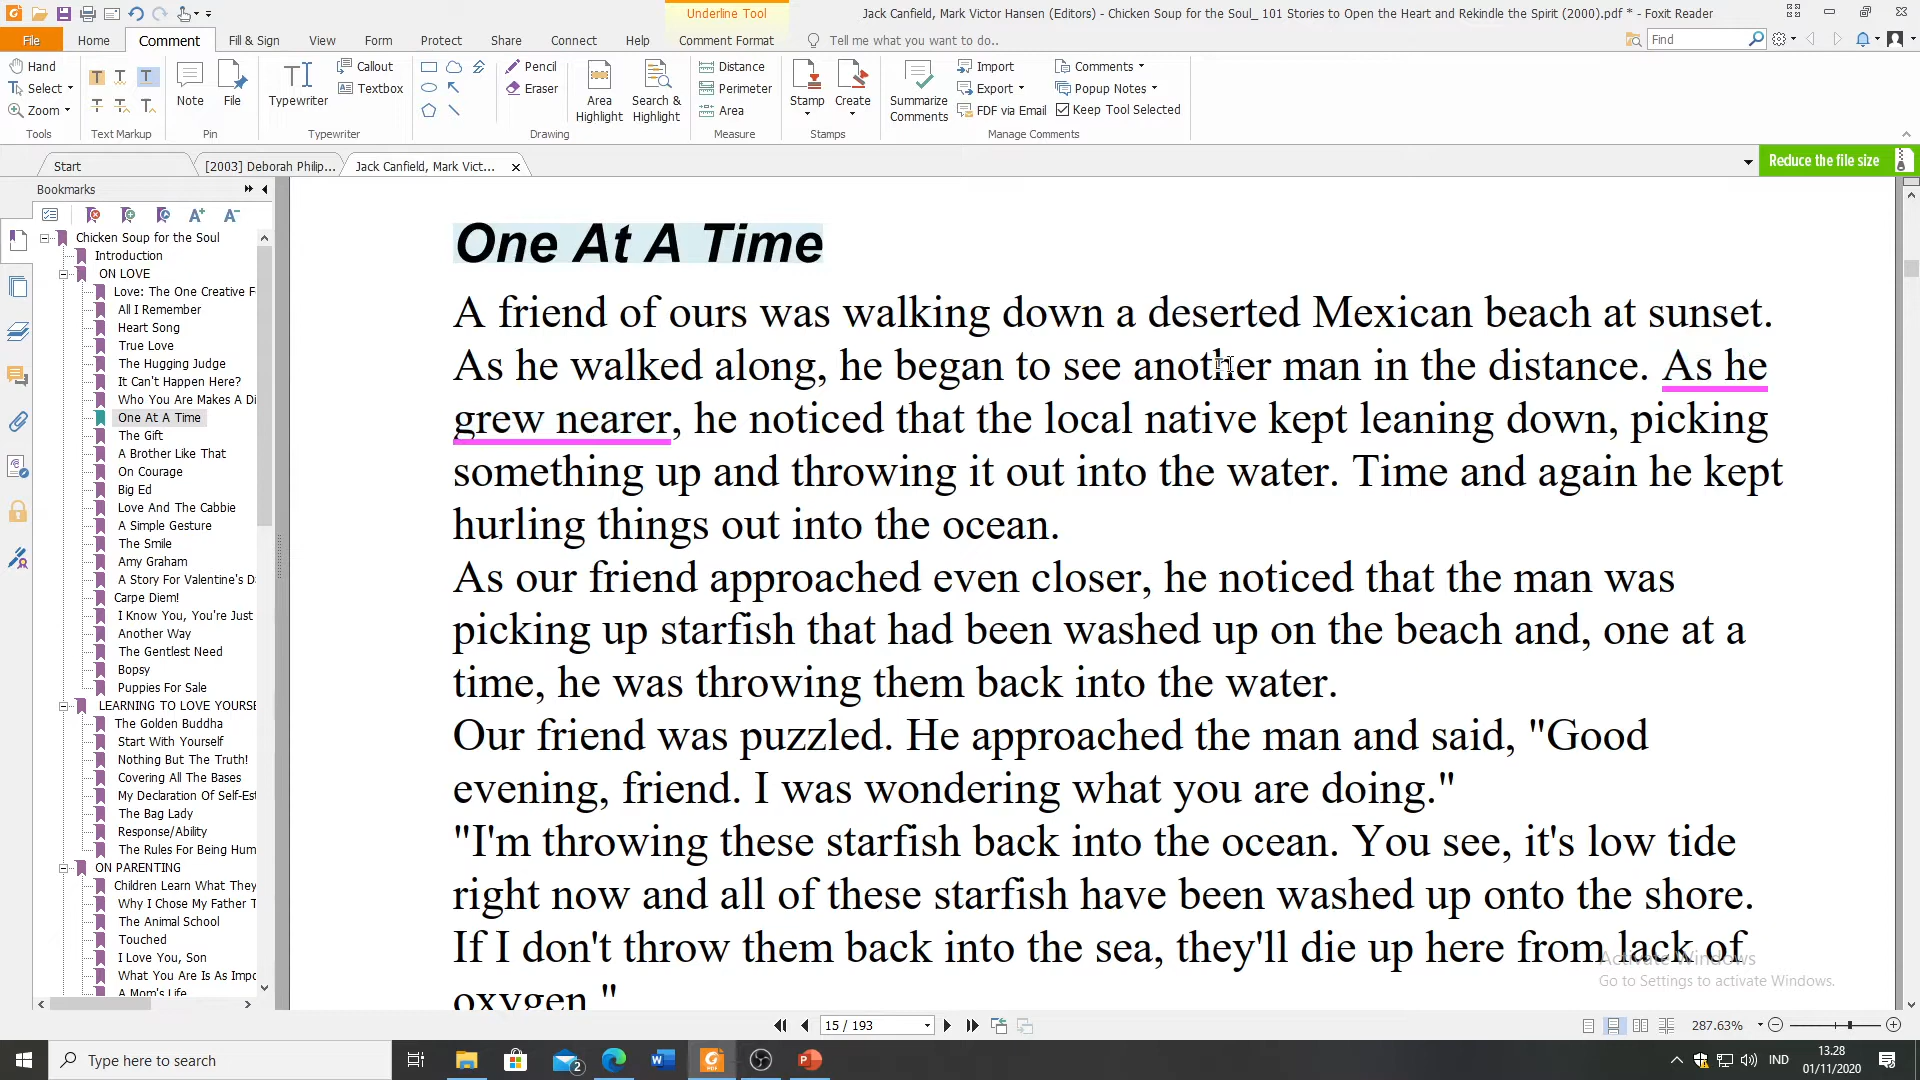 Underline Tool
Jack Canfield, Mark Victor Hansen (Editors) - Chicken Soup for the Soul_ 101 Stories to Open the Heart and Rekindle the Spirit (2000).pdf * - Foxit Reader
File Home Comment Fill & Sign View Form Protect Share Connect Help Comment Format Tell me what you want to do.. Find
Hand
Select
Zoom
Tools
Text Markup
Note File
Pin
Typewriter Callout
Textbox
Typewriter
Pencil
Eraser
Area Highlight
Search & Highlight
Drawing
Distance
Perimeter
Area
Measure
Stamp Create
Stamps
Summarize Comments
Import
Export
FDF via Email
Comments
Popup Notes
Keep Tool Selected
Manage Comments
Start [2003] Deborah Philip... Jack Canfield, Mark Vict... Reduce the file size
Bookmarks
Chicken Soup for the Soul
Introduction
ON LOVE
Love: The One Creative F
All I Remember
Heart Song
True Love
The Hugging Judge
It Can't Happen Here?
Who You Are Makes A Di
One At A Time
The Gift
A Brother Like That
On Courage
Big Ed
Love And The Cabbie
A Simple Gesture
The Smile
Amy Graham
A Story For Valentine's D
Carpe Diem!
I Know You, You're Just
Another Way
The Gentlest Need
Bopsy
Puppies For Sale
LEARNING TO LOVE YOURSE
The Golden Buddha
Start With Yourself
Nothing But The Truth!
Covering All The Bases
My Declaration Of Self-Est
The Bag Lady
Response/Ability
The Rules For Being Hum
ON PARENTING
Children Learn What They
Why I Chose My Father T
The Animal School
Touched
I Love You, Son
What You Are Is As Impo
A Mom's Life
One At A Time
A friend of ours was walking down a deserted Mexican beach at sunset.
As he walked along, he began to see another man in the distance. As he
grew nearer, he noticed that the local native kept leaning down, picking
something up and throwing it out into the water. Time and again he kept
hurling things out into the ocean.
As our friend approached even closer, he noticed that the man was
picking up starfish that had been washed up on the beach and, one at a
time, he was throwing them back into the water.
Our friend was puzzled. He approached the man and said, "Good
evening, friend. I was wondering what you are doing."
"I'm throwing these starfish back into the ocean. You see, it's low tide
right now and all of these starfish have been washed up onto the shore.
If I don't throw them back into the sea, they'll die up here from lack of
oxygen."
Activate Windows
Go to Settings to activate Windows.
15 / 193
287.63%
Type here to search
2
IND
13.28
01/11/2020